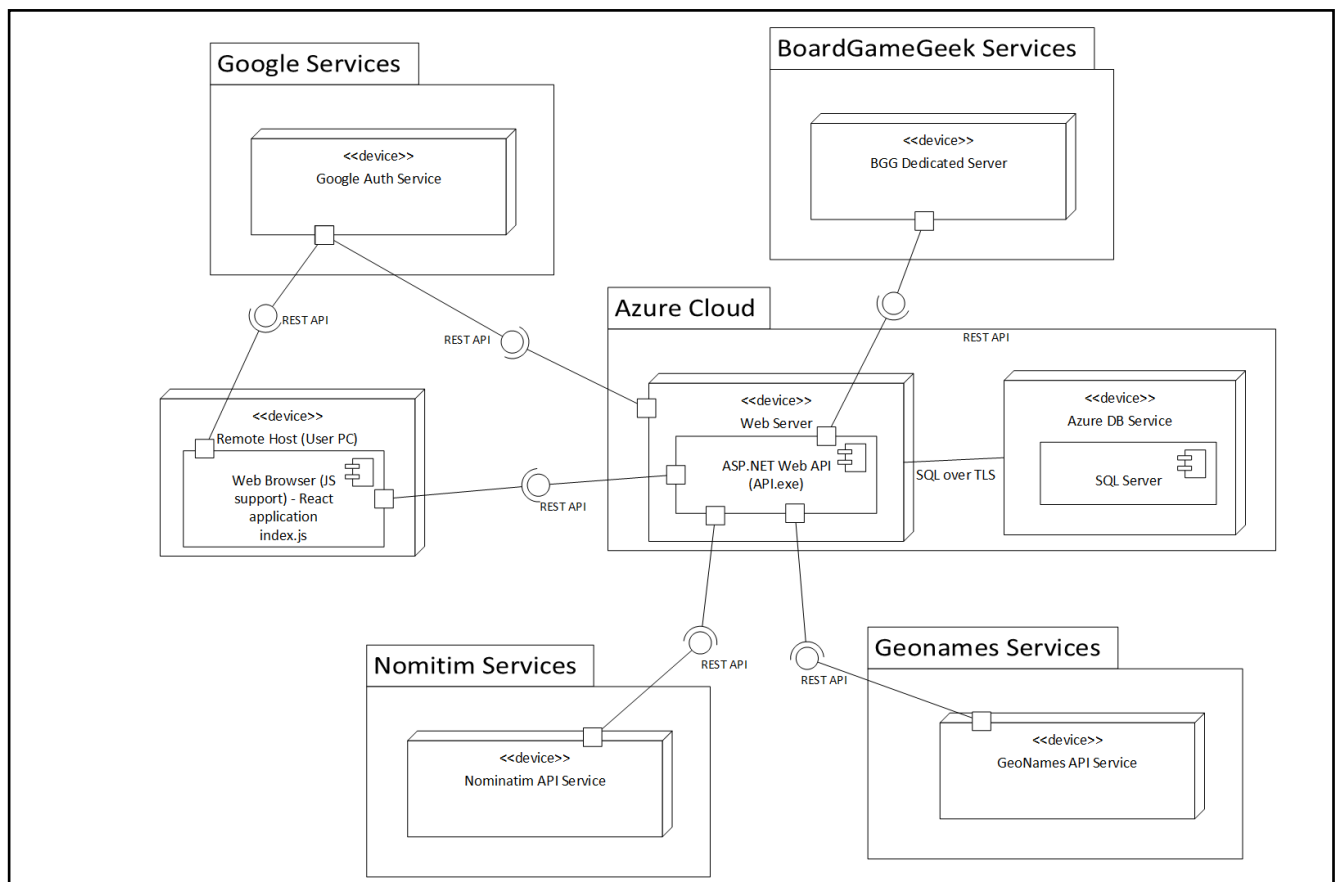 Google Services
<<device>>
Google Auth Service
BoardGameGeek Services
<<device>>
BGG Dedicated Server
REST API
REST API
Azure Cloud
REST API
<<device>>
Web Server
ASP.NET Web API
(API.exe)
SQL over TLS
<<device>>
Azure DB Service
SQL Server
<<device>>
Remote Host (User PC)
Web Browser (JS
support) - React
application
index.js
REST API
Nomitim Services
<<device>>
Nominatim API Service
REST API
REST API
Geonames Services
<<device>>
GeoNames API Service